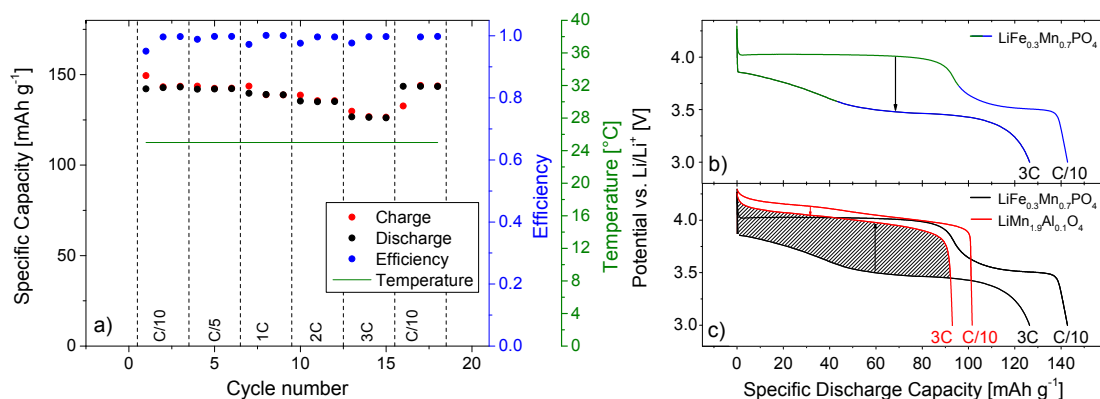 Specific Capacity [mAh g⁻¹]
150
100
50
0
0
5
10
15
20
Cycle number
a)
C/10
C/5
1C
2C
3C
C/10
Charge
Discharge
Efficiency
Temperature
1.0
0.8
0.6
0.4
0.2
0.0
Efficiency
40
36
32
28
24
20
16
12
8
4
0
Temperature [°C]
Potential vs. Li/Li⁺ [V]
4.0
3.5
3.0
b)
LiFe₀.₃Mn₀.₇PO₄
3C
C/10
4.0
3.5
3.0
c)
LiFe₀.₃Mn₀.₇PO₄
LiMn₁.₉Al₀.₁O₄
3C
C/10
3C
C/10
0
20
40
60
80
100
120
140
Specific Discharge Capacity [mAh g⁻¹]